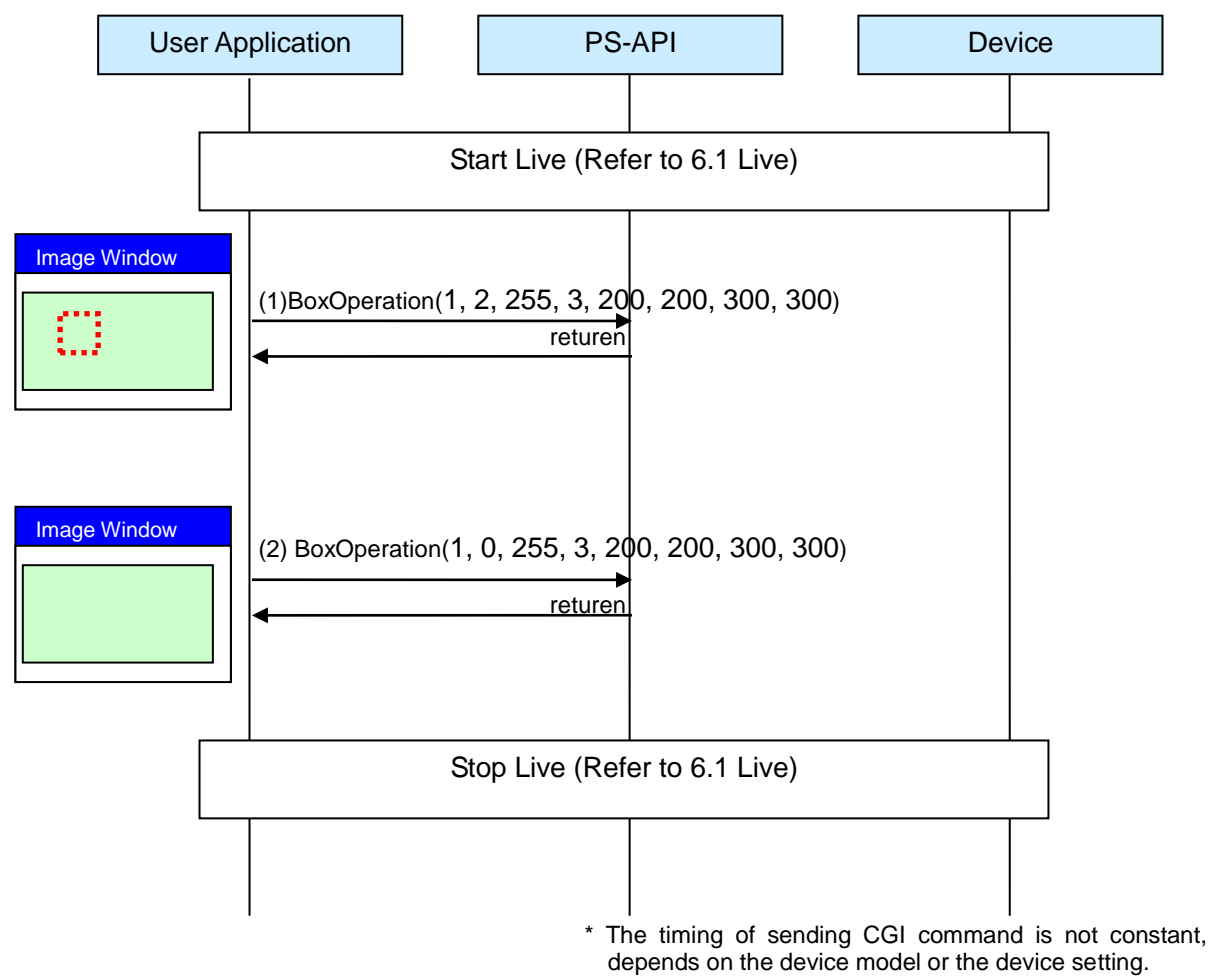 User Application
PS-API
Device
Start Live (Refer to 6.1 Live)
Image Window
(1)BoxOperation(1, 2, 255, 3, 200, 200, 300, 300)
returen
Image Window
(2) BoxOperation(1, 0, 255, 3, 200, 200, 300, 300)
returen
Stop Live (Refer to 6.1 Live)
* The timing of sending CGI command is not constant,
depends on the device model or the device setting.